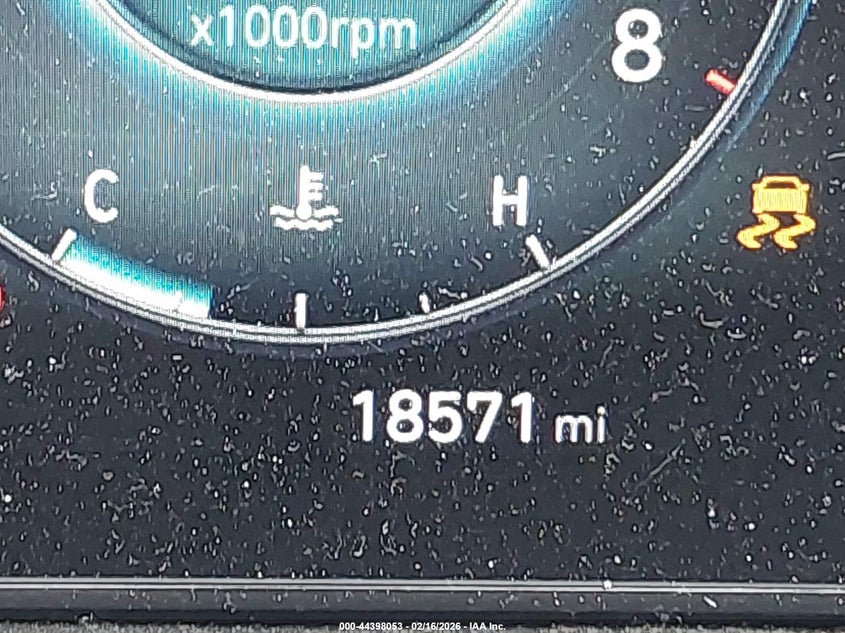 x1000rpm
8
C
H
18571 mi
000-44398053 - 02/16/2026 - IAA Inc.